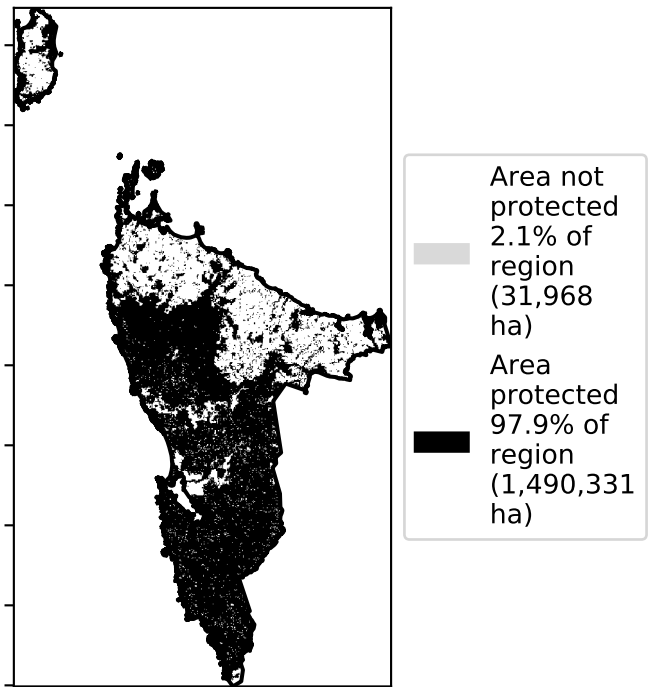 Area not
protected
2.1% of
region
(31,968
ha)
Area
protected
97.9% of
region
(1,490,331
ha)